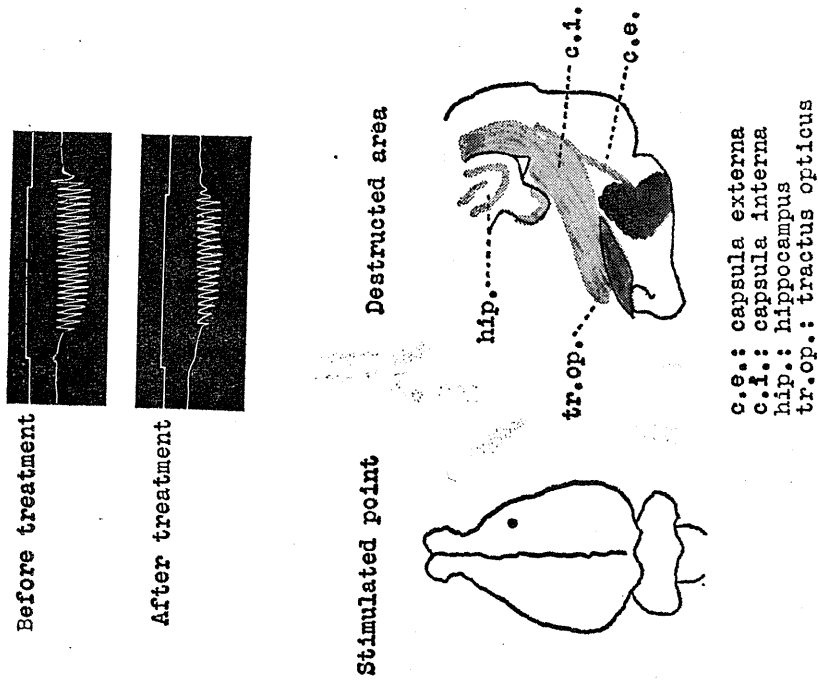 Before treatment
After treatment
Stimulated point
Destructed area
hip.
tr.op.
c.i.
c.e.
c.e.: capsula externa
c.i.: capsula interna
hip.: hippocampus
tr.op.: tractus opticus